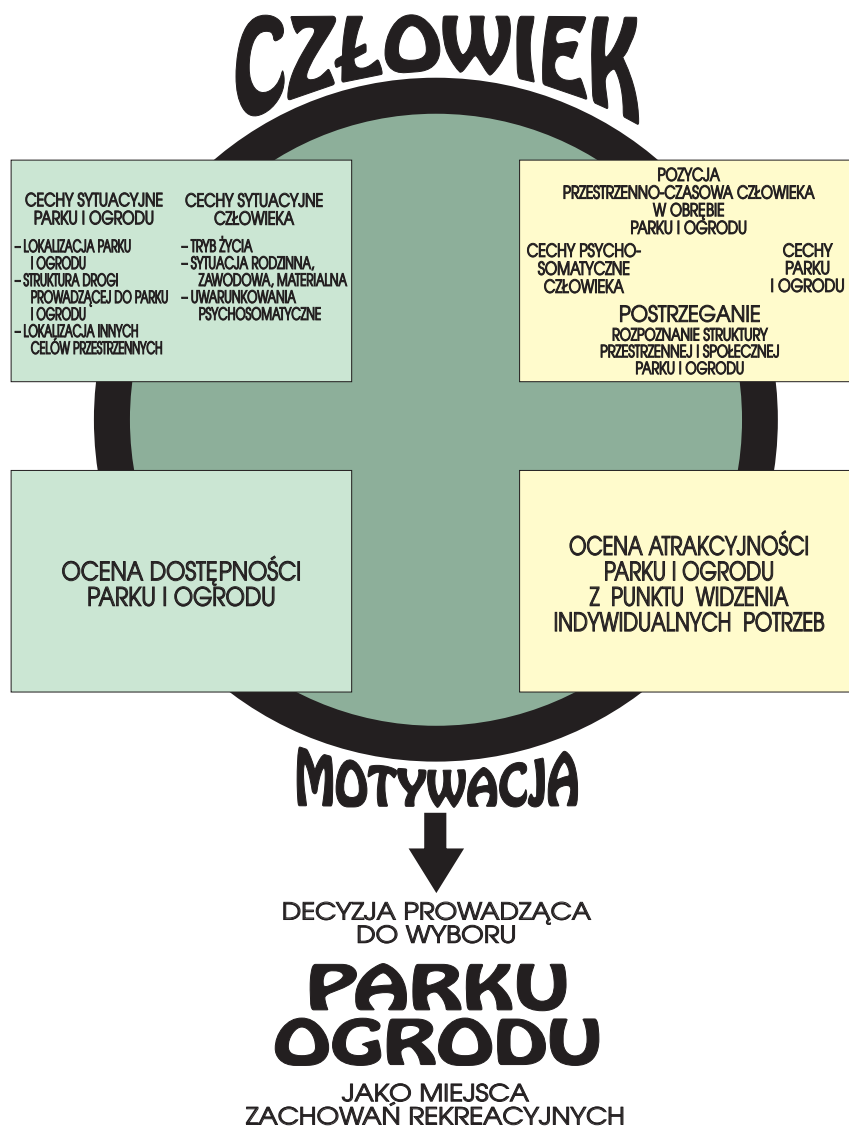 CZŁOWIEK
CECHY SYTUACYJNE
PARKU I OGRODU
– LOKALIZACJA PARKU
I OGRODU
– STRUKTURA DROGI
PROWADZĄCEJ DO PARKU
I OGRODU
– LOKALIZACJA INNYCH
CELÓW PRZESTRZENNYCH
CECHY SYTUACYJNE
CZŁOWIEKA
– TRYB ŻYCIA
– SYTUACJA RODZINNA,
ZAWODOWA, MATERIALNA
– UWARUNKOWANIA
PSYCHOSOMATYCZNE
POZYCJA
PRZESTRZENNO-CZASOWA CZŁOWIEKA
W OBRĘBIE
PARKU I OGRODU
CECHY PSYCHO-
SOMATYCZNE
CZŁOWIEKA
CECHY
PARKU
I OGRODU
POSTRZEGANIE
ROZPOZNANIE STRUKTURY
PRZESTRZENNEJ I SPOŁECZNEJ
PARKU I OGRODU
OCENA DOSTĘPNOŚCI
PARKU I OGRODU
OCENA ATRAKCYJNOŚCI
PARKU I OGRODU
Z PUNKTU WIDZENIA
INDYWIDUALNYCH POTRZEB
MOTYWACJA
DECYZJA PROWADZĄCA
DO WYBORU
PARKU
OGRODU
JAKO MIEJSCA
ZACHOWAŃ REKREACYJNYCH